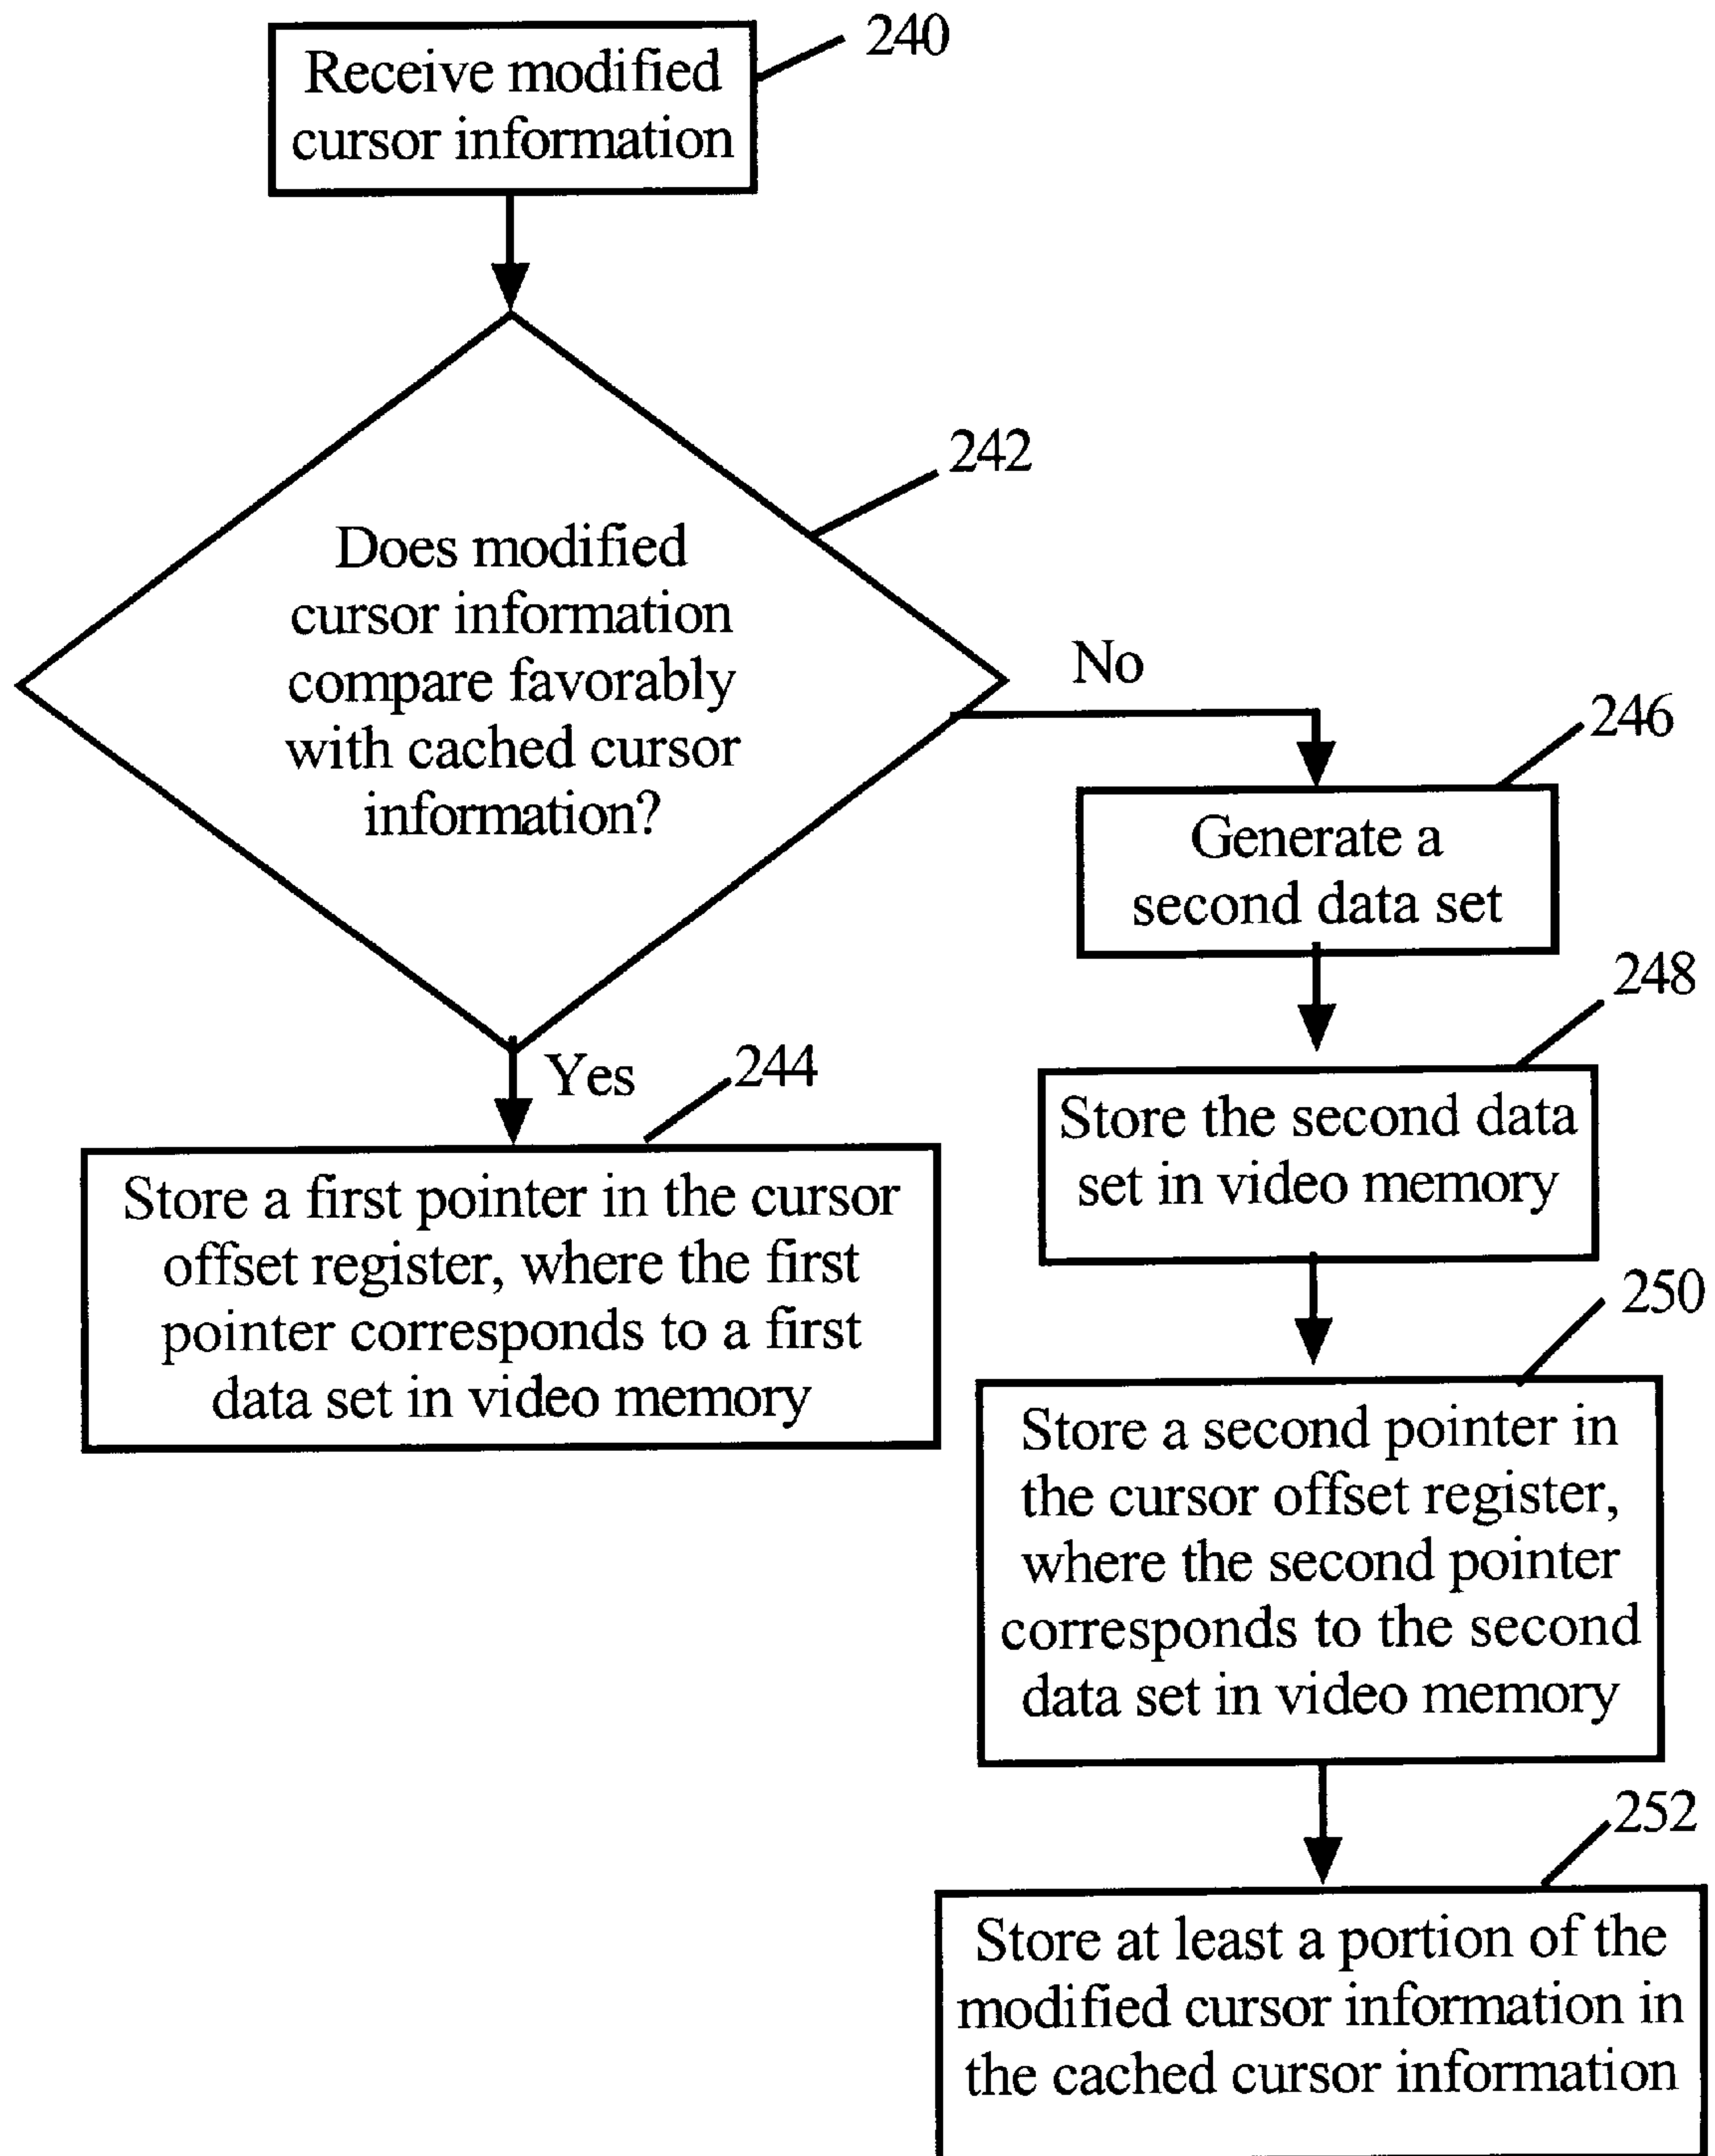 240
Receive modified
cursor information
242
Does modified
cursor information
compare favorably
with cached cursor
information?
No
246
Generate a
second data set
248
Store the second data
set in video memory
Yes
244
Store a first pointer in the cursor
offset register, where the first
pointer corresponds to a first
data set in video memory
250
Store a second pointer in
the cursor offset register,
where the second pointer
corresponds to the second
data set in video memory
252
Store at least a portion of the
modified cursor information in
the cached cursor information